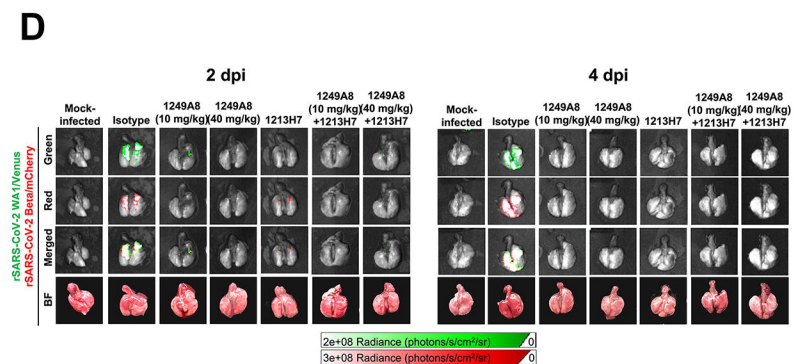 D
2 dpi
4 dpi
Mock-
infected
Isotype
1249A8
(10 mg/kg)
1249A8
(40 mg/kg)
1213H7
1249A8
(10 mg/kg)
+1213H7
1249A8
(40 mg/kg)
+1213H7
Mock-
infected
Isotype
1249A8
(10 mg/kg)
1249A8
(40 mg/kg)
1213H7
1249A8
(10 mg/kg)
+1213H7
1249A8
(40 mg/kg)
+1213H7
rSARS-CoV-2 WA1/Venus
rSARS-CoV-2 Beta/mCherry
Green
Red
Merged
BF
2e+08 Radiance (photons/s/cm²/sr) 0
3e+08 Radiance (photons/s/cm²/sr) 0